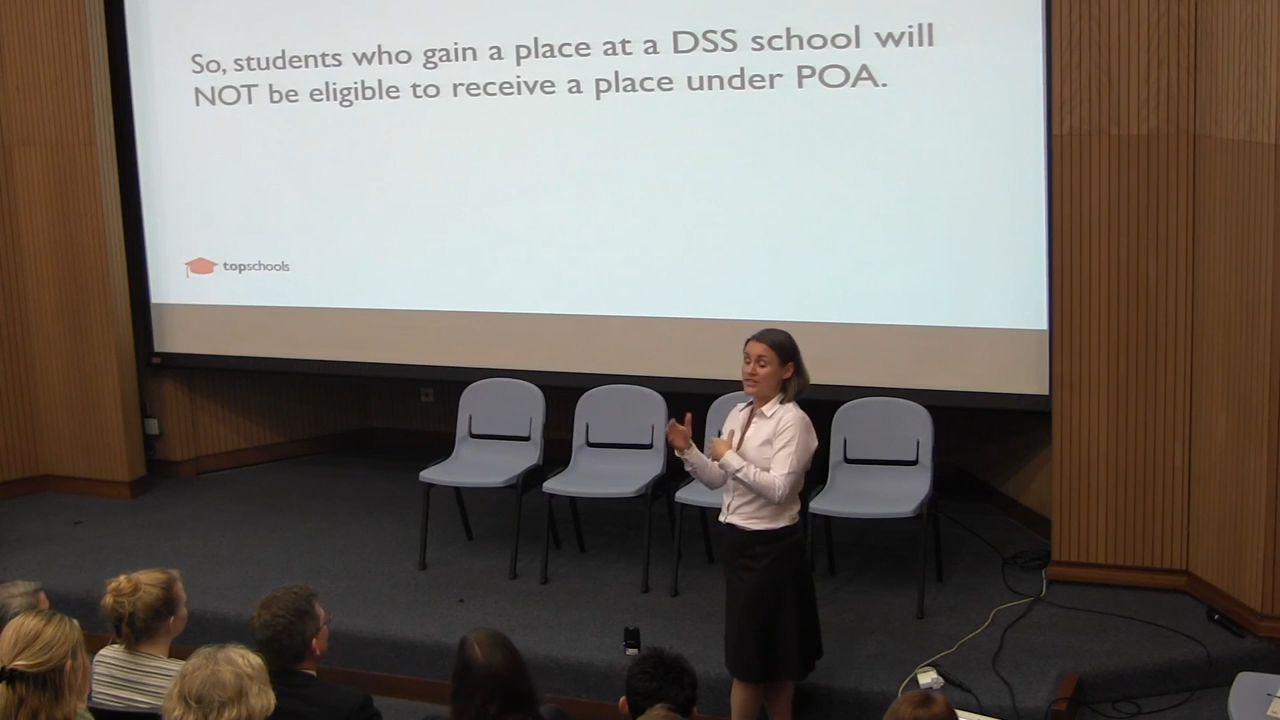 So, students who gain a place at a DSS school will
NOT be eligible to receive a place under POA.
topschools